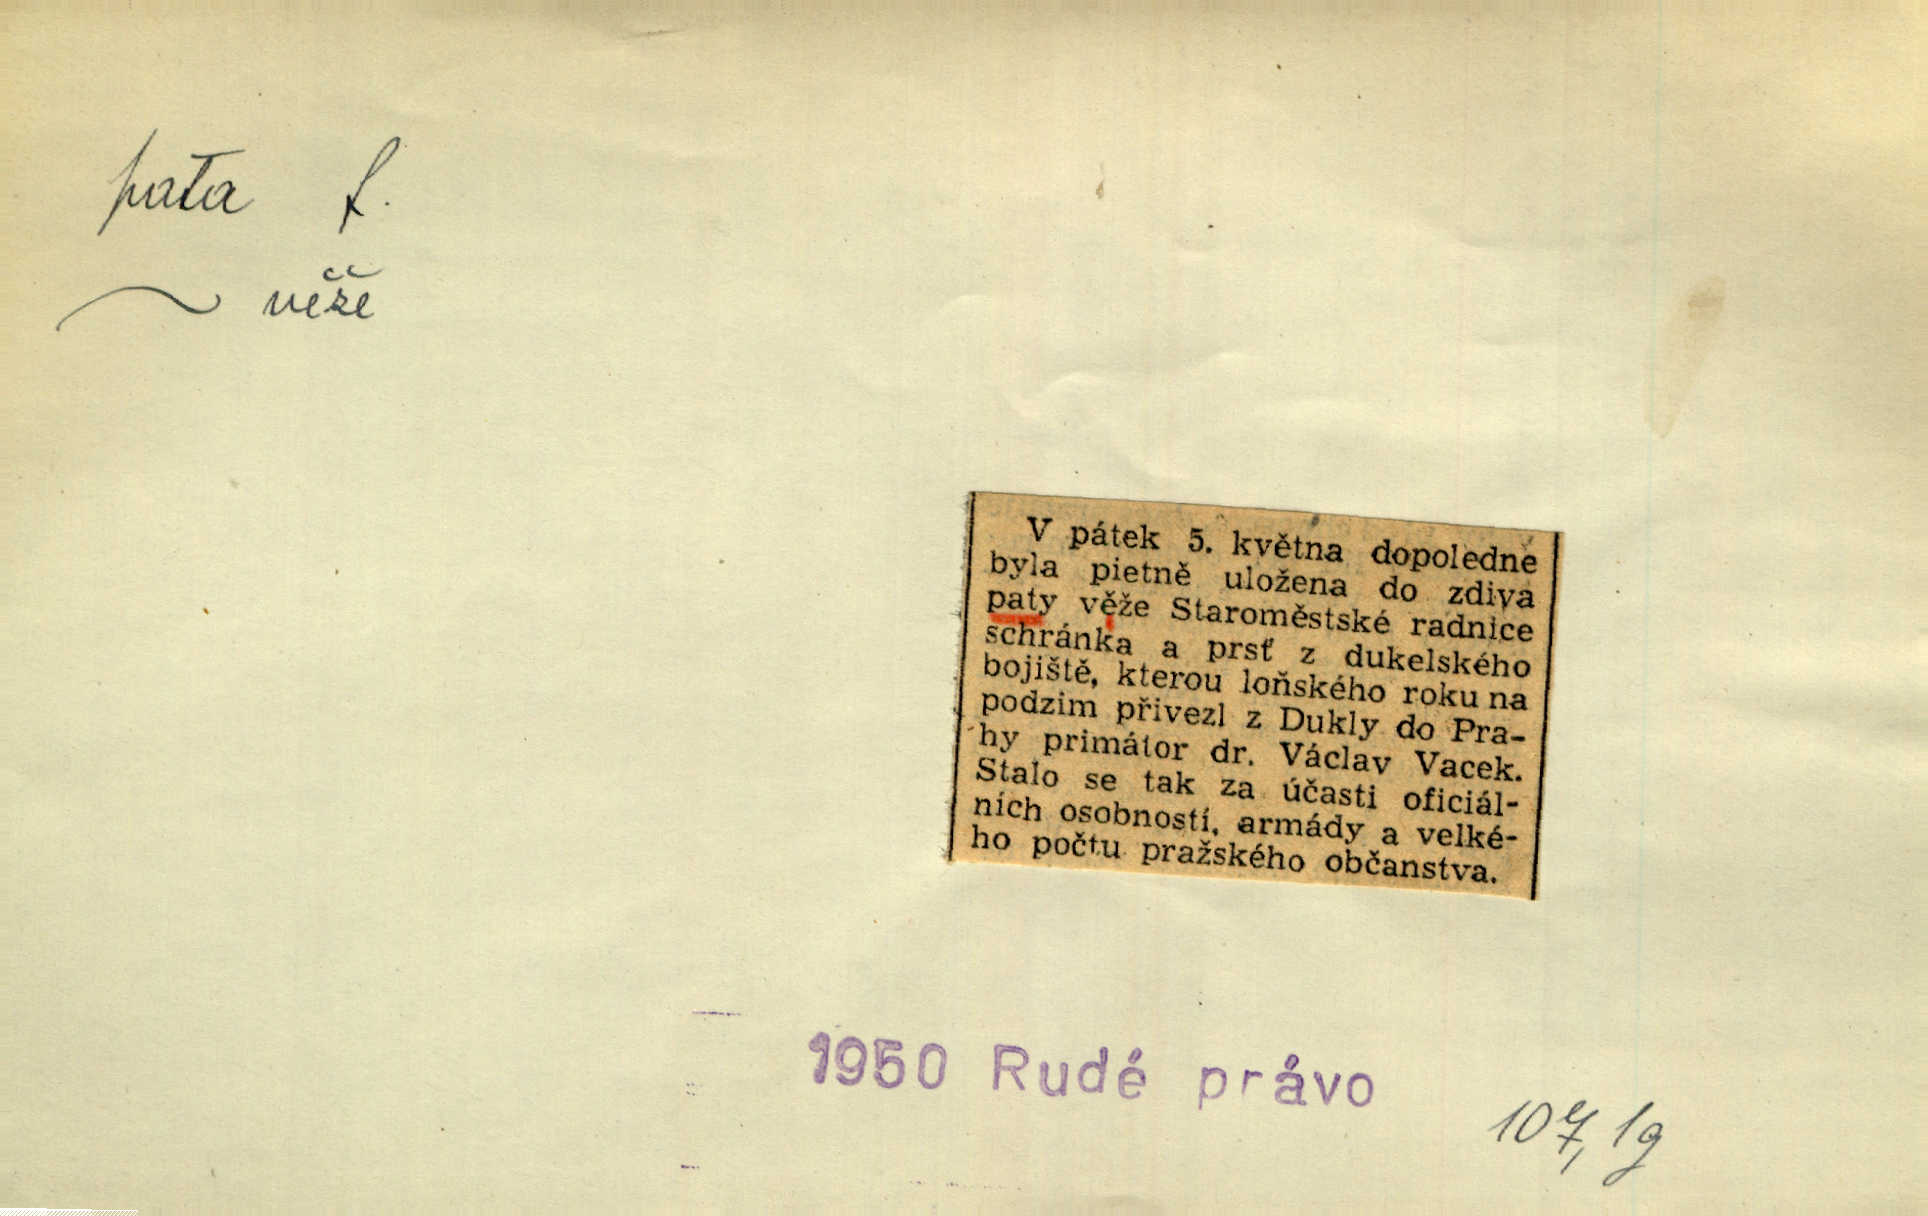 pata f.
~ věže
V pátek 5. května dopoledne
byla pietně uložena do zdiva
paty věže Staroměstské radnice
schránka a prsť z dukelského
bojiště, kterou loňského roku na
podzim přivezl z Dukly do Pra-
hy primátor dr. Václav Vacek.
Stalo se tak za účasti oficiál-
ních osobností, armády a velké-
ho počtu pražského občanstva.
1950 Rudé právo
107, 1g